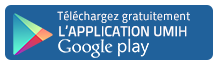 Téléchargez gratuitement
L'APPLICATION UMIH
Google play